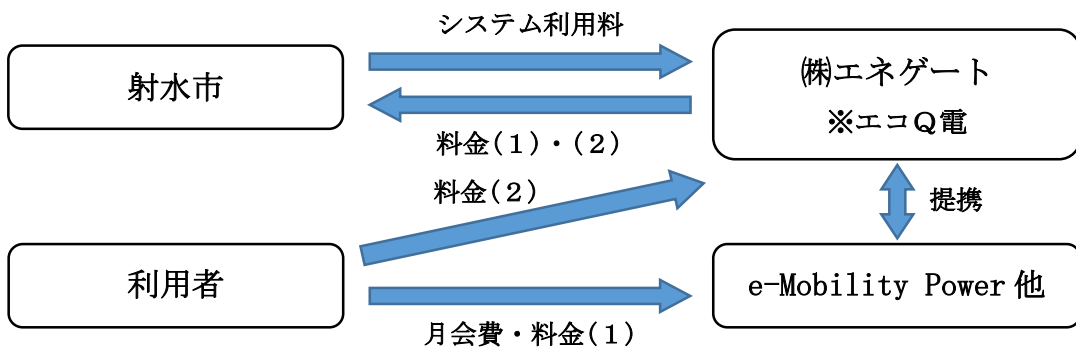 システム利用料
射水市
㈱エネゲート
※エコＱ電
料金(１)・(２)
料金(２)
提携
利用者
e-Mobility Power 他
月会費・料金(１)